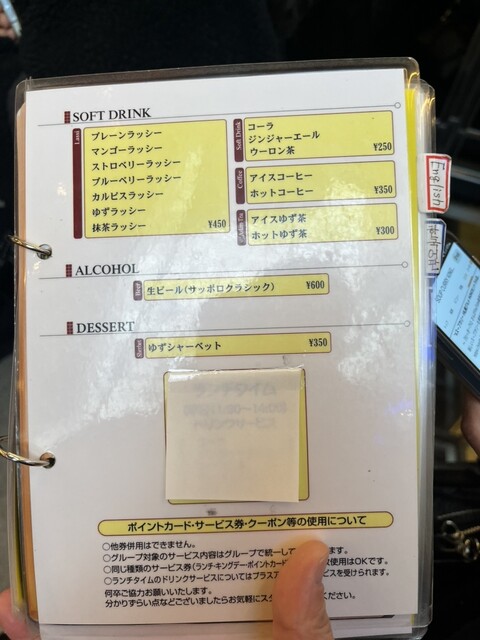 SOFT DRINK
Lassi
プレーンラッシー
マンゴーラッシー
ストロベリーラッシー
ブルーベリーラッシー
カルピスラッシー
ゆずラッシー
抹茶ラッシー ¥450
Soft Drink
コーラ
ジンジャーエール
ウーロン茶 ¥250
Coffee
アイスコーヒー
ホットコーヒー ¥350
アイスゆず茶
ホットゆず茶 ¥300
English
ALCOHOL
Beer
生ビール(サッポロクラシック) ¥600
DESSERT
ゆずシャーベット ¥350
ランチタイム
ドリンクサービス
ポイントカード・サービス券・クーポン等の使用について
○他券併用はできません。
○グループ対象のサービス内容はグループで統一して
○同じ種類のサービス券(ランチキングデー・ポイントカード 使用はOKです。
○ランチタイムのドリンクサービスについてはプラス ビスを受けられます。
何卒ご協力お願いいたします。
分かりずらい点などございましたらお気軽にスタ ください。